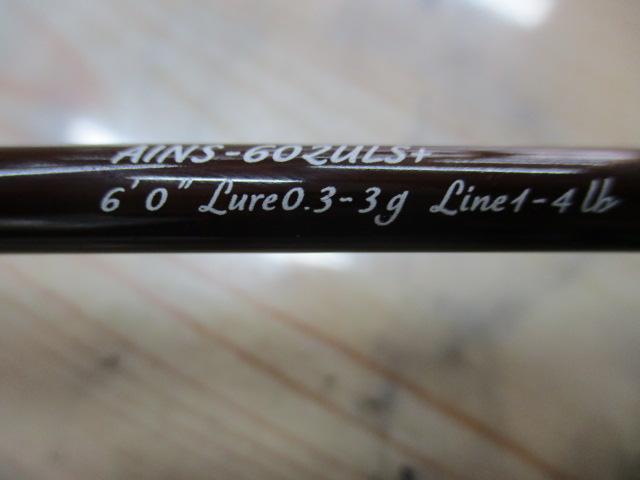 AINS-602ULS+
6'0" Lure0.3-3g Line1-4lb